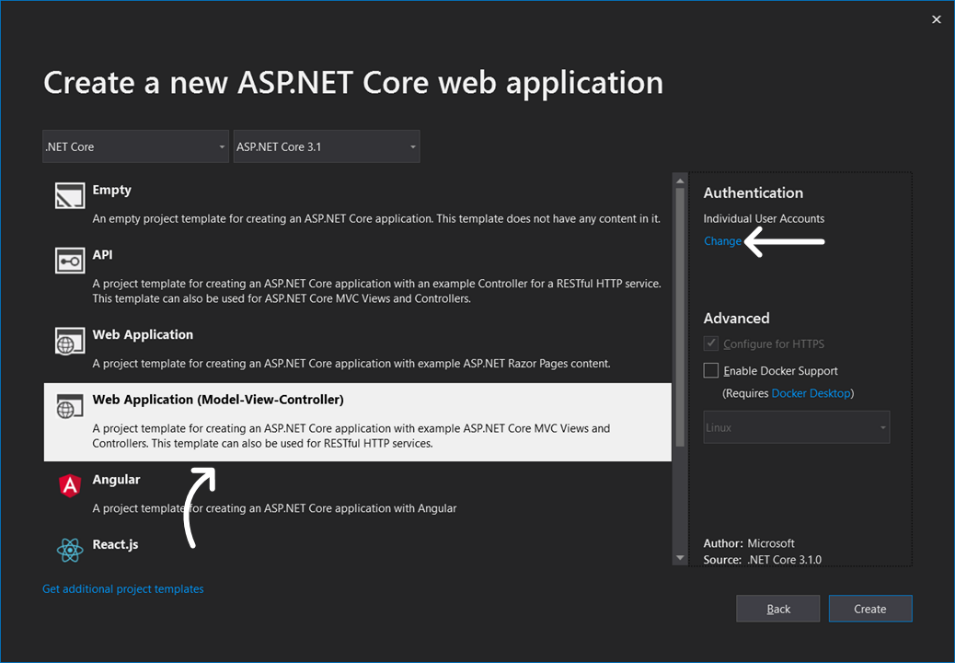 Create a new ASP.NET Core web application
.NET Core
ASP.NET Core 3.1
Empty
An empty project template for creating an ASP.NET Core application. This template does not have any content in it.
API
A project template for creating an ASP.NET Core application with an example Controller for a RESTful HTTP service.
This template can also be used for ASP.NET Core MVC Views and Controllers.
Web Application
A project template for creating an ASP.NET Core application with example ASP.NET Razor Pages content.
Web Application (Model-View-Controller)
A project template for creating an ASP.NET Core application with example ASP.NET Core MVC Views and
Controllers. This template can also be used for RESTful HTTP services.
Angular
A project template for creating an ASP.NET Core application with Angular
React.js
Get additional project templates
Authentication
Individual User Accounts
Change
Advanced
Configure for HTTPS
Enable Docker Support
(Requires Docker Desktop)
Linux
Author: Microsoft
Source: .NET Core 3.1.0
Back
Create